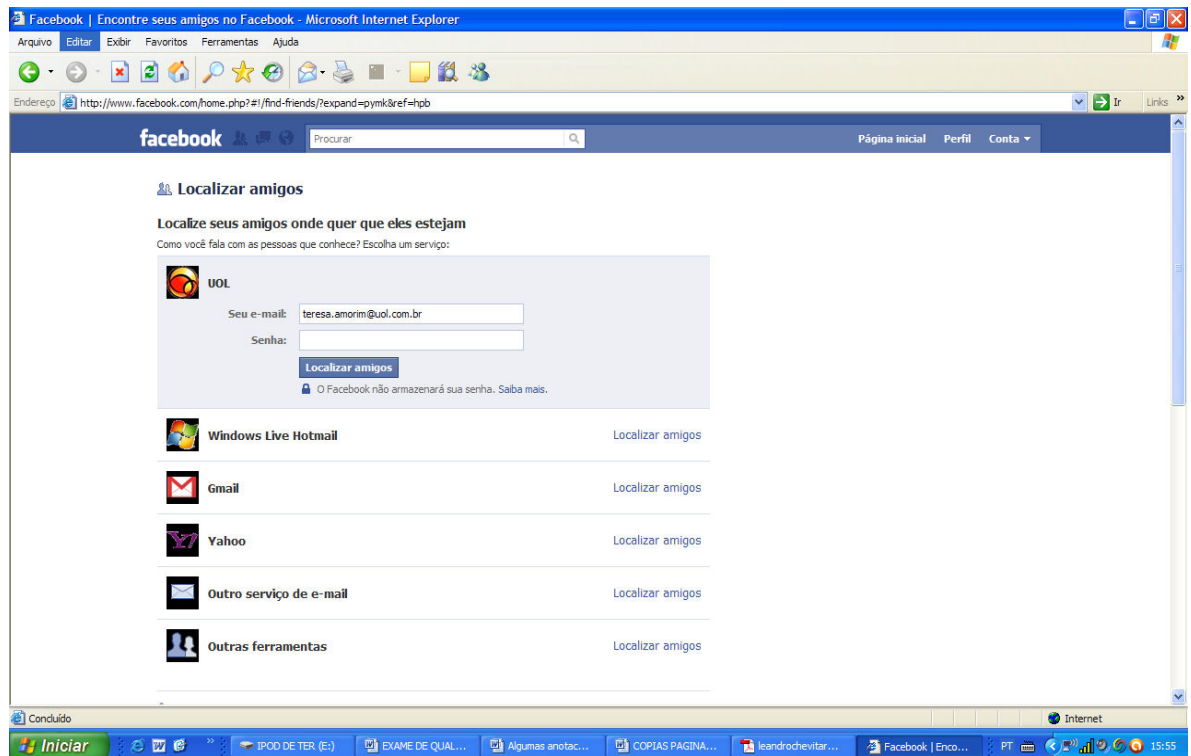 Facebook | Encontre seus amigos no Facebook - Microsoft Internet Explorer
Arquivo Editar Exibir Favoritos Ferramentas Ajuda
Endereço http://www.facebook.com/home.php?#!/find-friends/?expand=pymk&ref=hpb Ir Links »
facebook Procurar Página inicial Perfil Conta
Localizar amigos
Localize seus amigos onde quer que eles estejam
Como você fala com as pessoas que conhece? Escolha um serviço:
UOL
Seu e-mail: teresa.amorim@uol.com.br
Senha:
Localizar amigos
O Facebook não armazenará sua senha. Saiba mais.
Windows Live Hotmail Localizar amigos
Gmail Localizar amigos
Yahoo Localizar amigos
Outro serviço de e-mail Localizar amigos
Outras ferramentas Localizar amigos
Concluído Internet
Iniciar » IPOD DE TER (E:) EXAME DE QUAL... Algumas anotac... COPIAS PAGINA... leandrochevitar... Facebook | Enco... PT 15:55